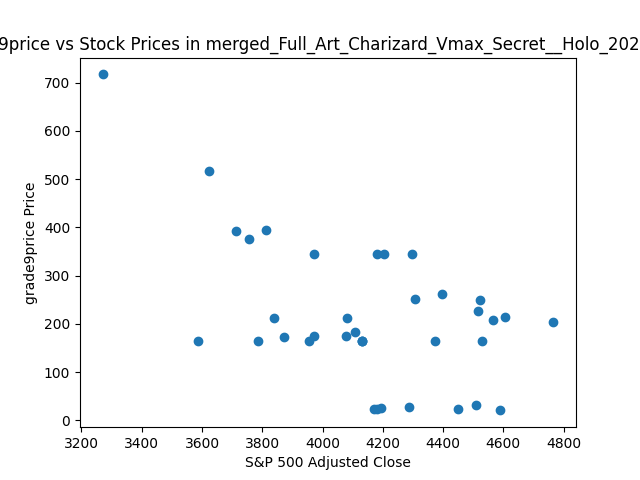 9price vs Stock Prices in merged_Full_Art_Charizard_Vmax_Secret__Holo_202
700
600
500
400
300
200
100
0
grade9price Price
3200 3400 3600 3800 4000 4200 4400 4600 4800
S&P 500 Adjusted Close